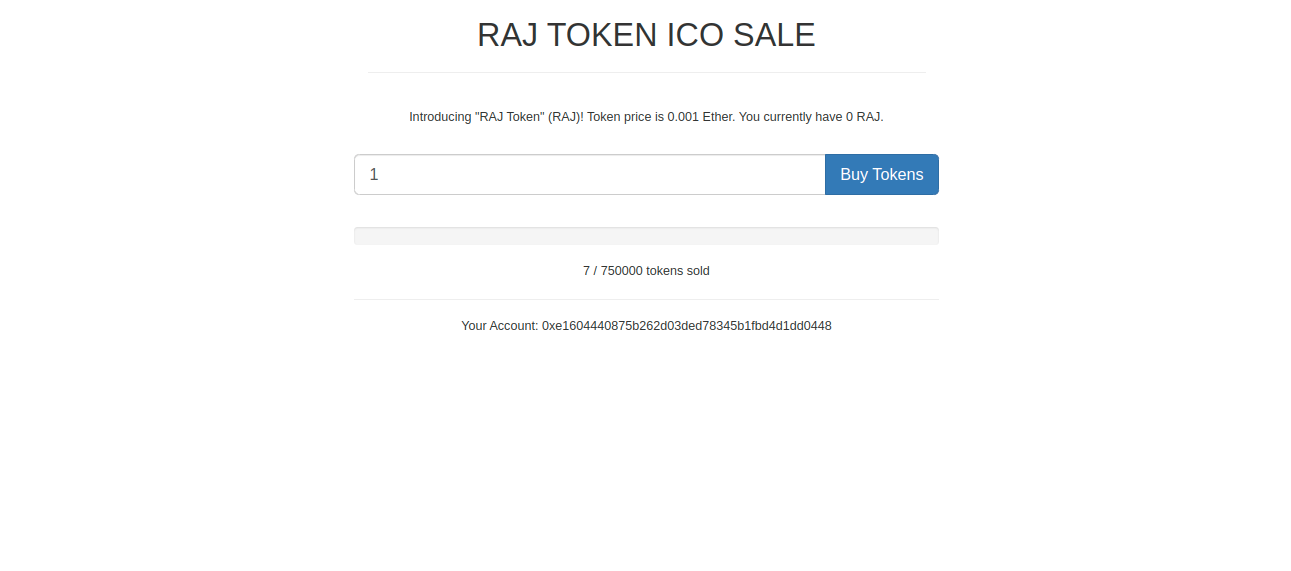 RAJ TOKEN ICO SALE
Introducing "RAJ Token" (RAJ)! Token price is 0.001 Ether. You currently have 0 RAJ.
1
Buy Tokens
7 / 750000 tokens sold
Your Account: 0xe1604440875b262d03ded78345b1fbd4d1dd0448